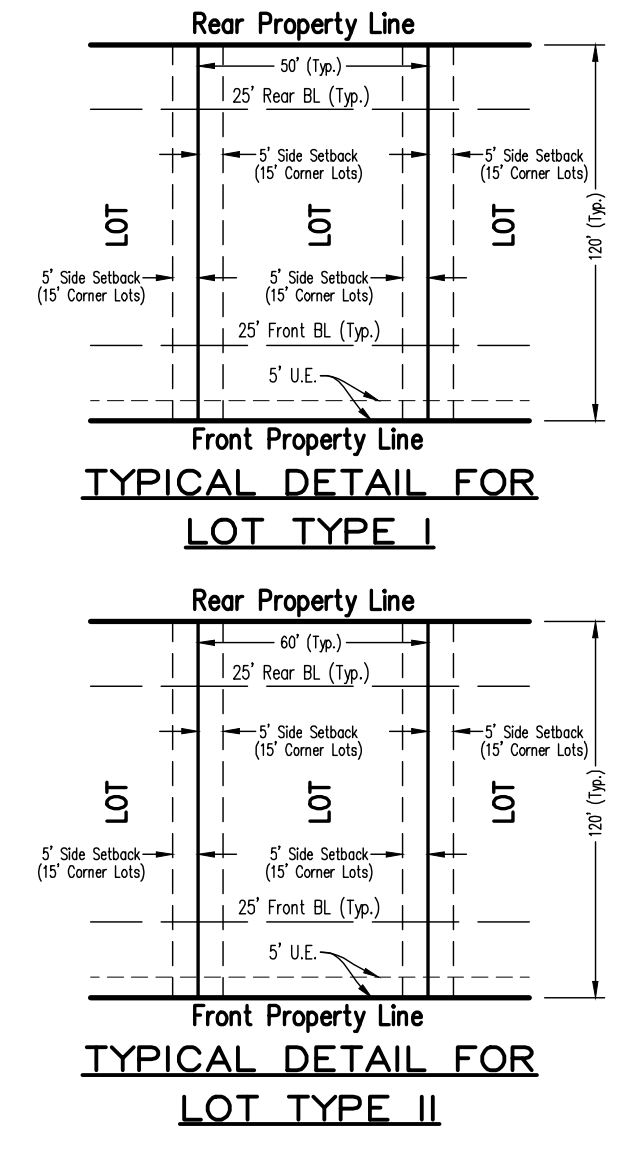 Rear Property Line
50' (Typ.)
25' Rear BL (Typ.)
5' Side Setback
(15' Corner Lots)
5' Side Setback
(15' Corner Lots)
LOT
LOT
LOT
120' (Typ.)
5' Side Setback
(15' Corner Lots)
5' Side Setback
(15' Corner Lots)
25' Front BL (Typ.)
5' U.E.
Front Property Line
TYPICAL DETAIL FOR
LOT TYPE I
Rear Property Line
60' (Typ.)
25' Rear BL (Typ.)
5' Side Setback
(15' Corner Lots)
5' Side Setback
(15' Corner Lots)
LOT
LOT
LOT
120' (Typ.)
5' Side Setback
(15' Corner Lots)
5' Side Setback
(15' Corner Lots)
25' Front BL (Typ.)
5' U.E.
Front Property Line
TYPICAL DETAIL FOR
LOT TYPE II